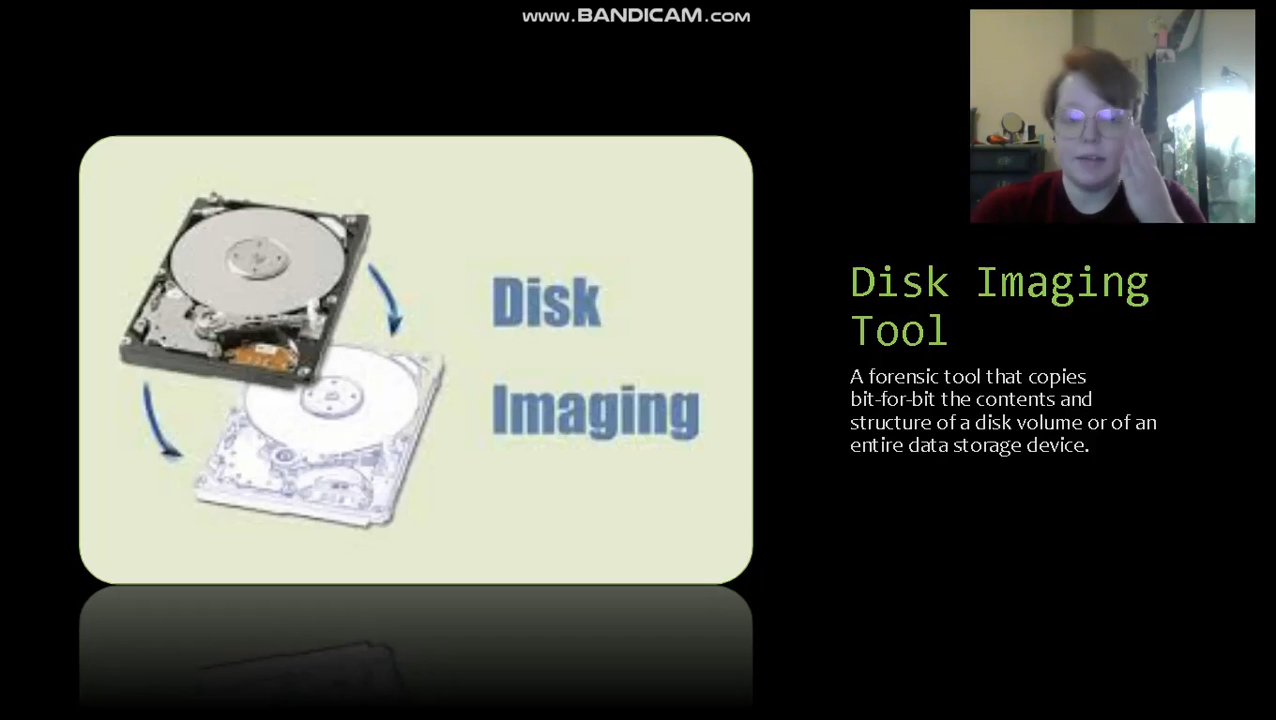 www.BANDICAM.com
Disk
Imaging
Disk Imaging
Tool
A forensic tool that copies
bit-for-bit the contents and
structure of a disk volume or of an
entire data storage device.